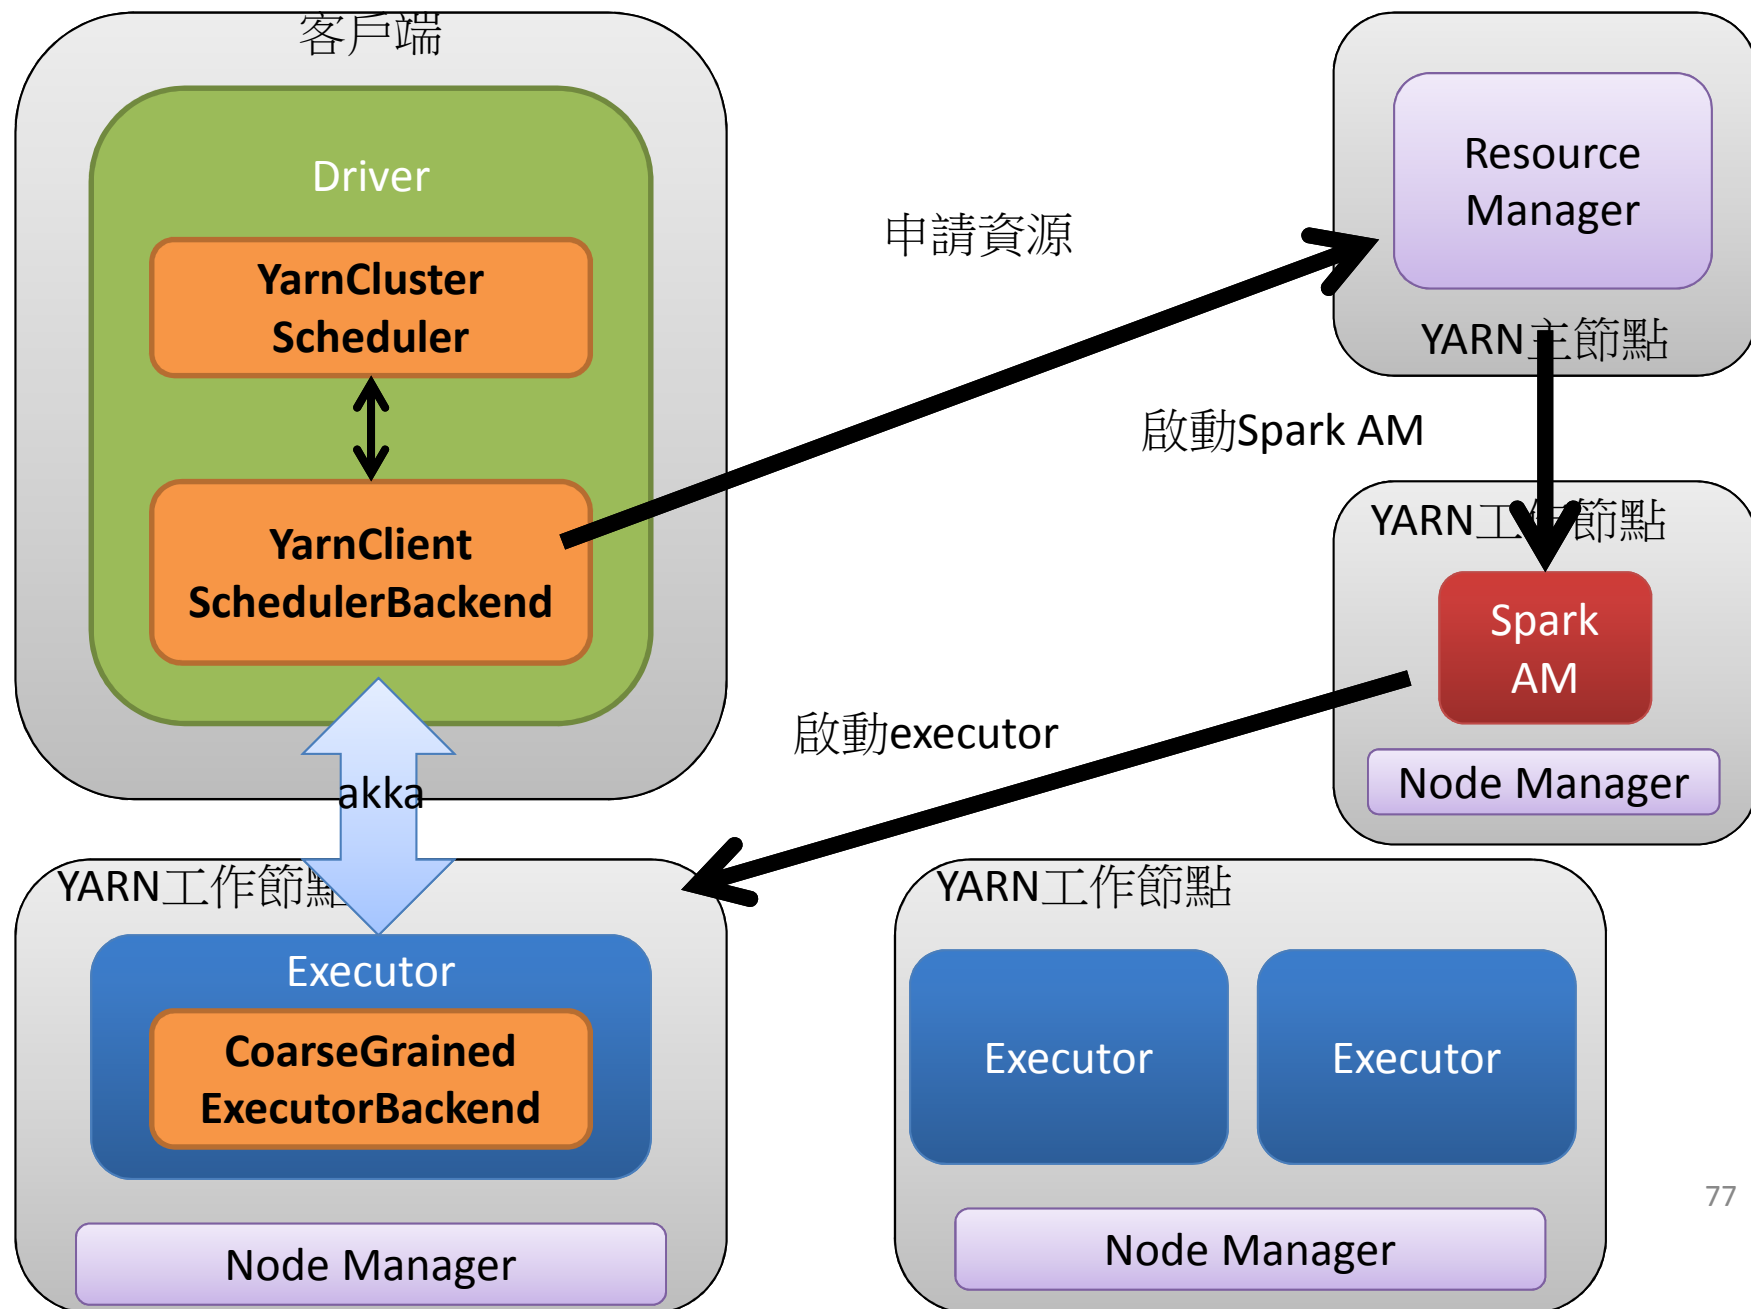 客戶端
Driver
YarnCluster
Scheduler
YarnClient
SchedulerBackend
akka
申請資源
Resource
Manager
YARN主節點
啟動Spark AM
YARN工作節點
Spark
AM
Node Manager
啟動executor
YARN工作節點
Executor
CoarseGrained
ExecutorBackend
Node Manager
YARN工作節點
Executor
Executor
Node Manager
77